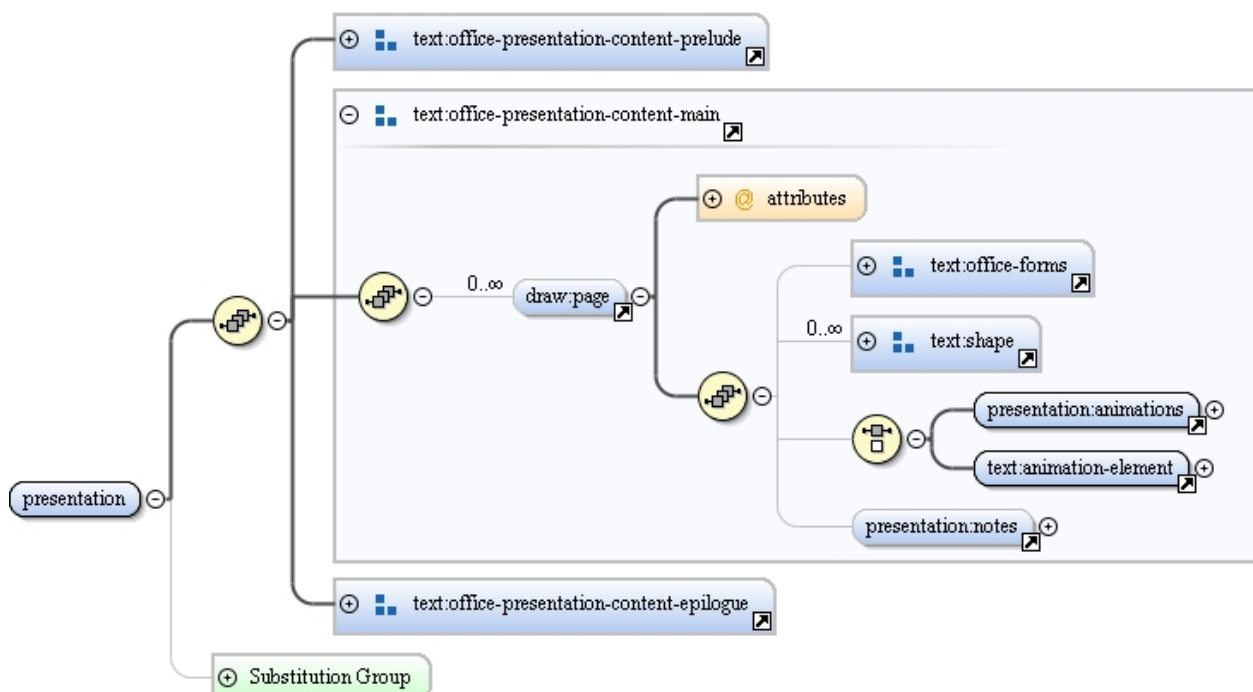 text:office-presentation-content-prelude
text:office-presentation-content-main
@ attributes
text:office-forms
0..∞
draw:page
0..∞
text:shape
presentation:animations
text:animation-element
presentation
presentation:notes
text:office-presentation-content-epilogue
Substitution Group